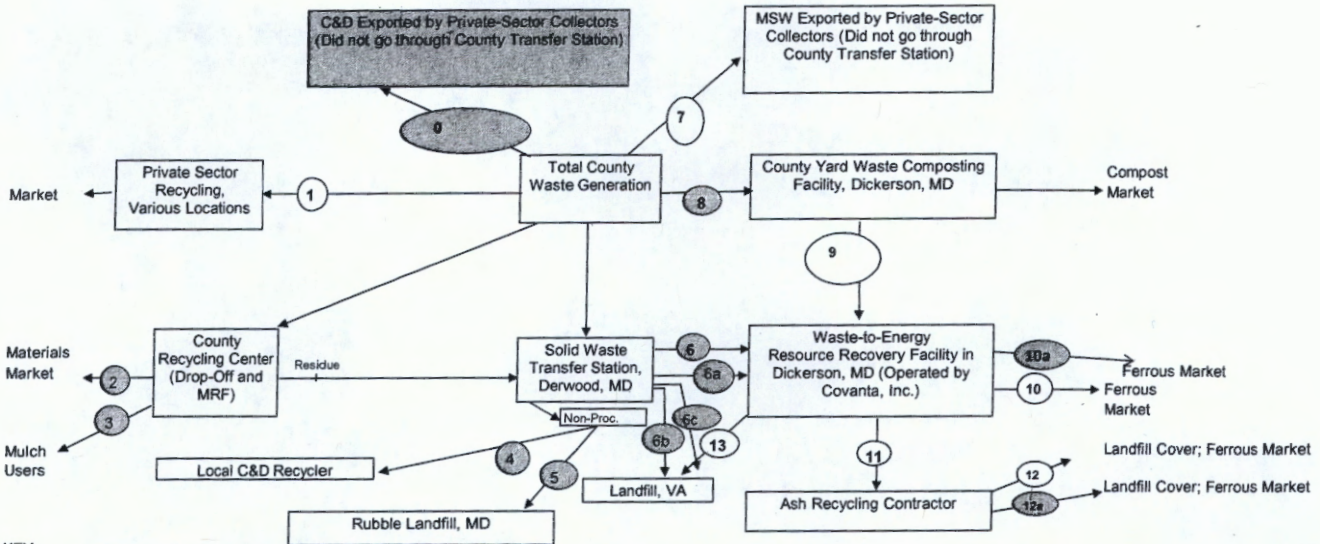 C&D Exported by Private-Sector Collectors
(Did not go through County Transfer Station)
MSW Exported by Private-Sector
Collectors (Did not go through
County Transfer Station)
0
7
Private Sector
Recycling,
Various Locations
Market
1
Total County
Waste Generation
8
County Yard Waste Composting
Facility, Dickerson, MD
Compost
Market
9
Materials
Market
2
3
Mulch
Users
County
Recycling Center
(Drop-Off and
MRF)
Residue
Solid Waste
Transfer Station,
Derwood, MD
Non-Proc.
6
6a
6b
6c
13
Waste-to-Energy
Resource Recovery Facility in
Dickerson, MD (Operated by
Covanta, Inc.)
10a
Ferrous Market
10
Ferrous
Market
4
5
Local C&D Recycler
Rubble Landfill, MD
Landfill, VA
11
Ash Recycling Contractor
12
Landfill Cover; Ferrous Market
12a
Landfill Cover; Ferrous Market